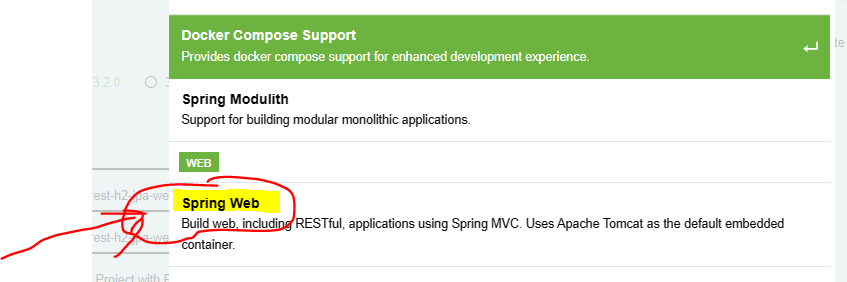 Docker Compose Support
Provides docker compose support for enhanced development experience.
3.2.0
Spring Modulith
Support for building modular monolithic applications.
WEB
Spring Web
Build web, including RESTful, applications using Spring MVC. Uses Apache Tomcat as the default embedded
container.
rest-h2-jpa-we
rest-h2-jpa-we
Project with